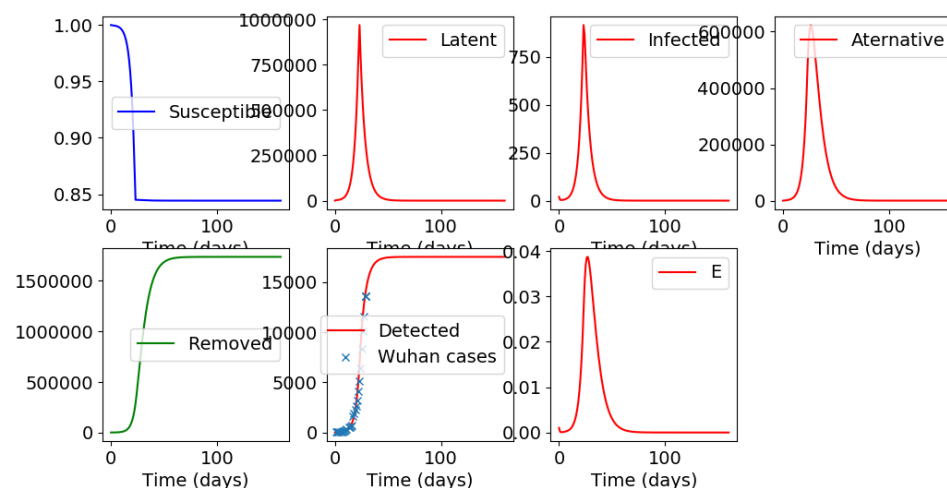 1.00
0.95
0.90
0.85
Susceptible
0
100
Time (days)
1000000
750000
500000
250000
0
Latent
0
100
Time (days)
750
500
250
0
Infected
0
100
Time (days)
600000
400000
200000
0
Aternative
0
100
Time (days)
1500000
1000000
500000
0
Removed
0
100
Time (days)
15000
10000
5000
0
Detected
Wuhan cases
0
100
Time (days)
0.04
0.03
0.02
0.01
0.00
E
0
100
Time (days)